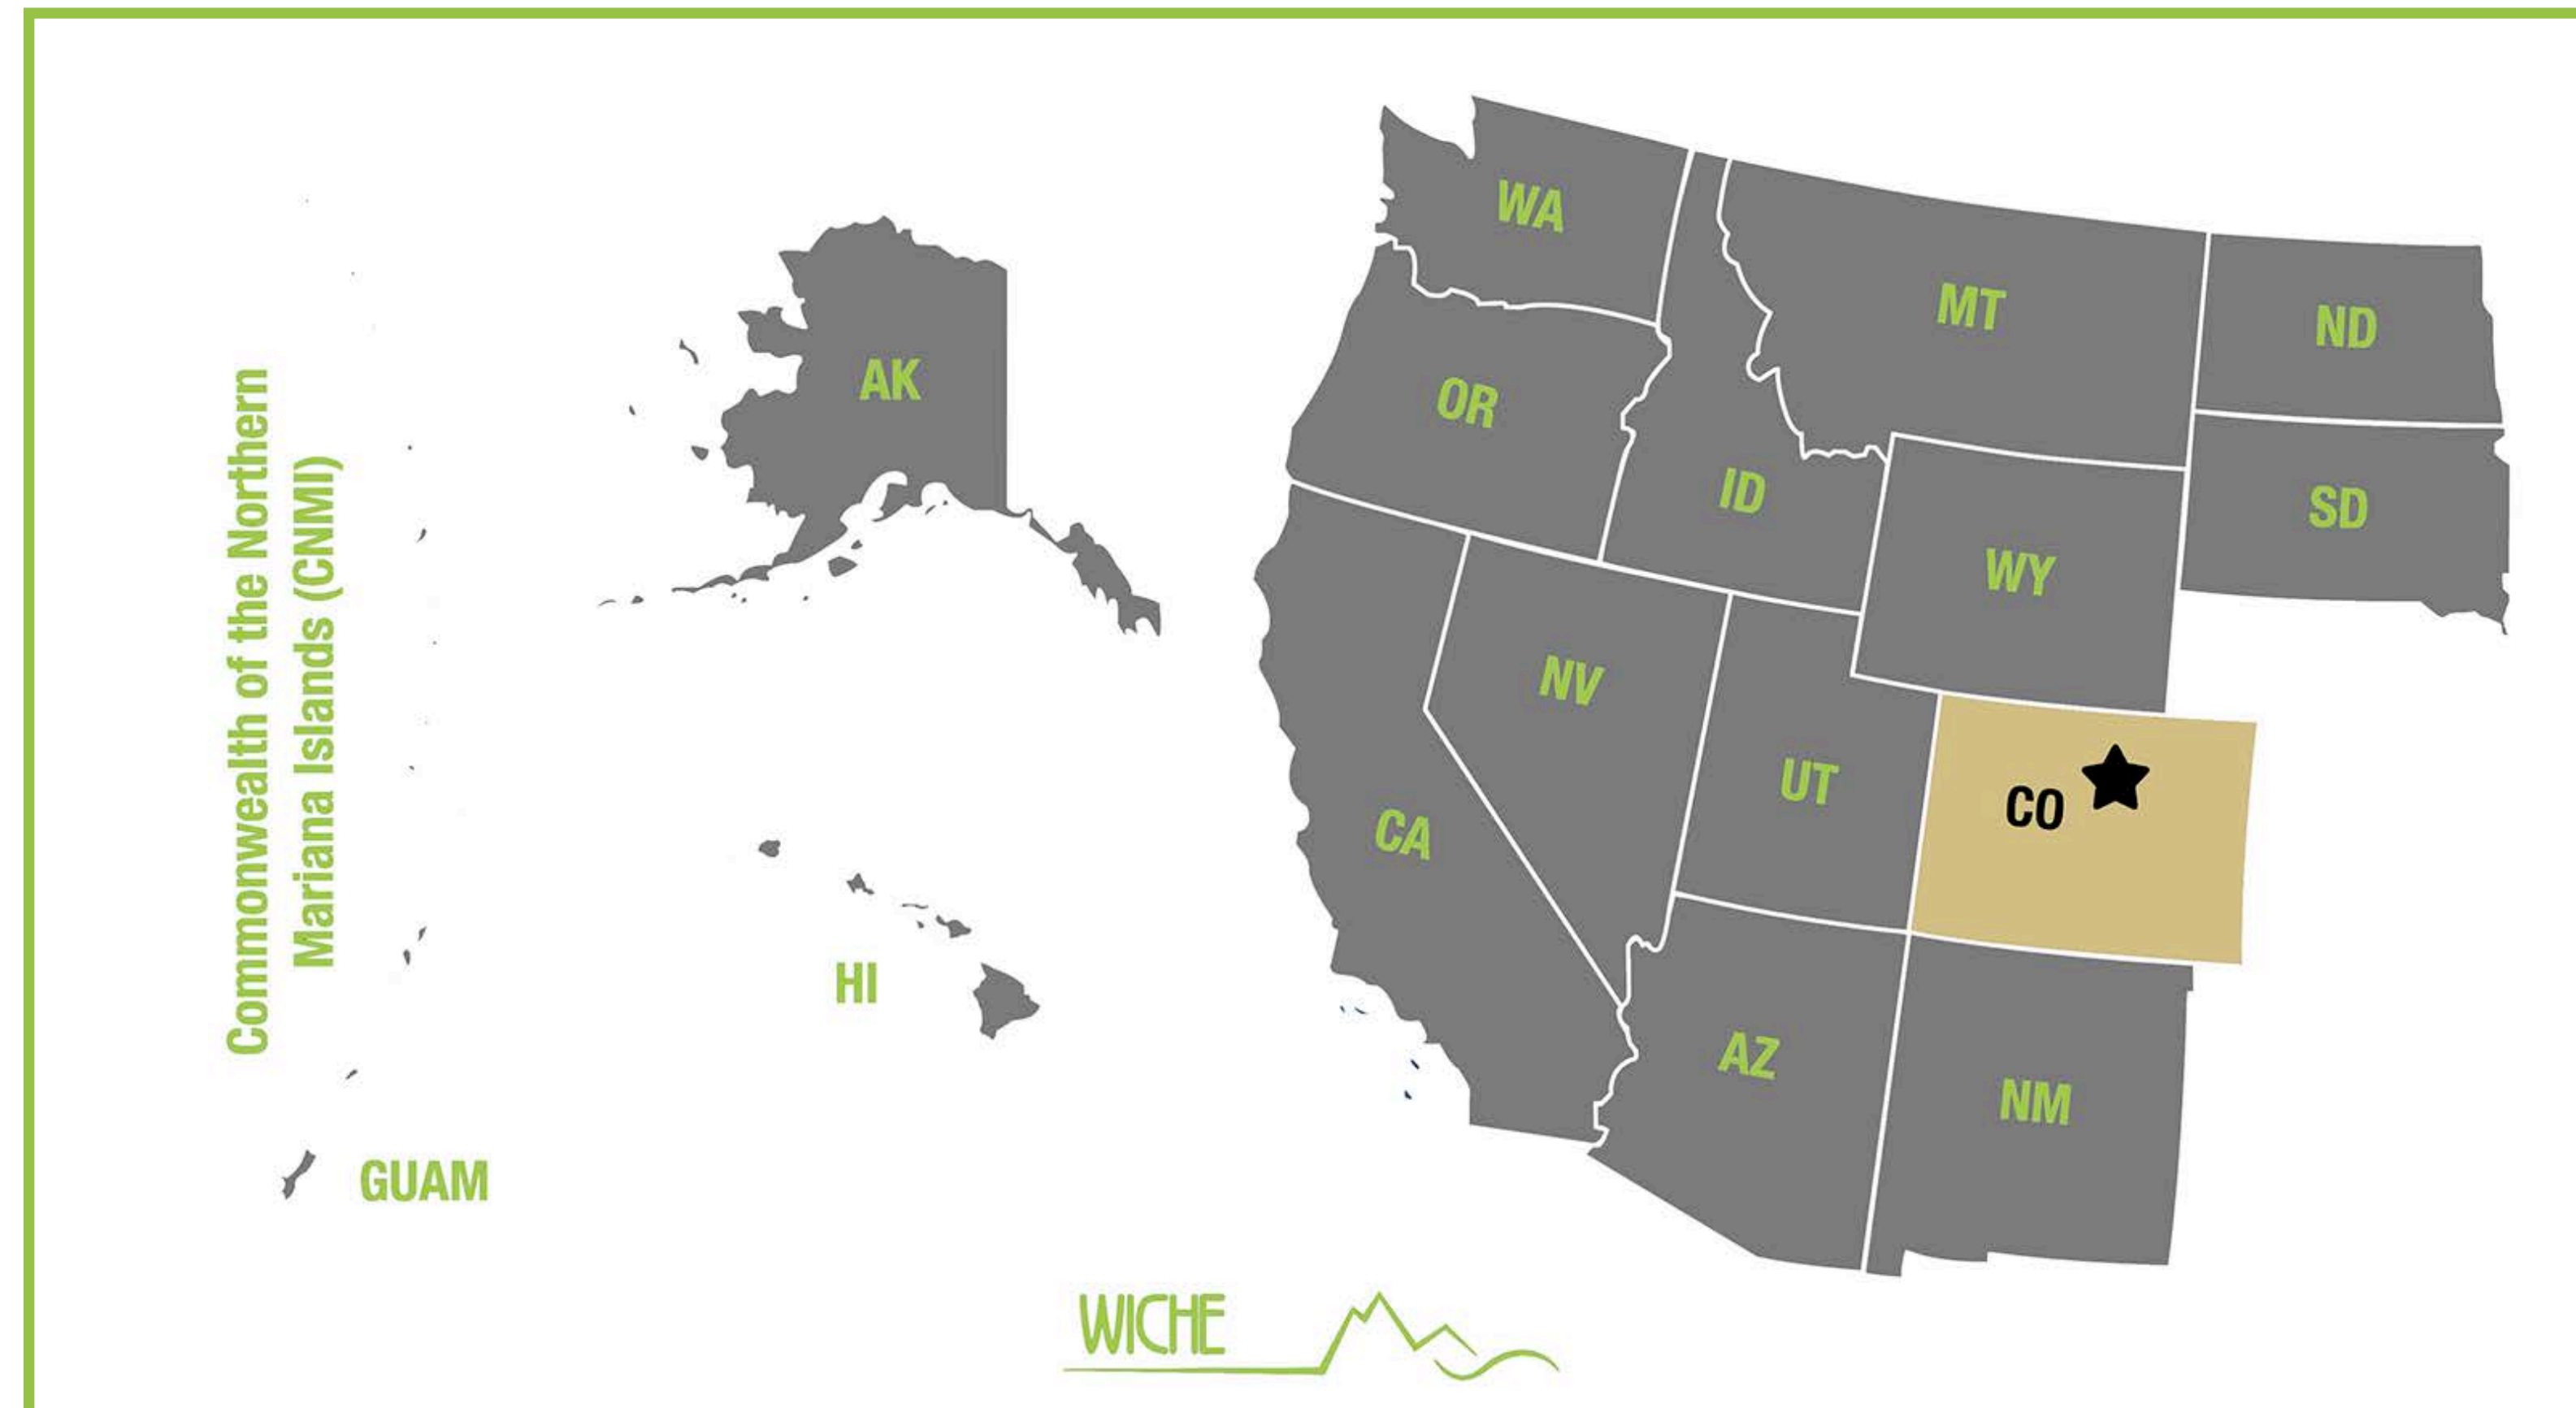 WA
MT
ND
AK
OR
ID
SD
WY
Commonwealth of the Northern
Mariana Islands (CNMI)
NV
UT
CO
CA
HI
AZ
NM
GUAM
WICHE